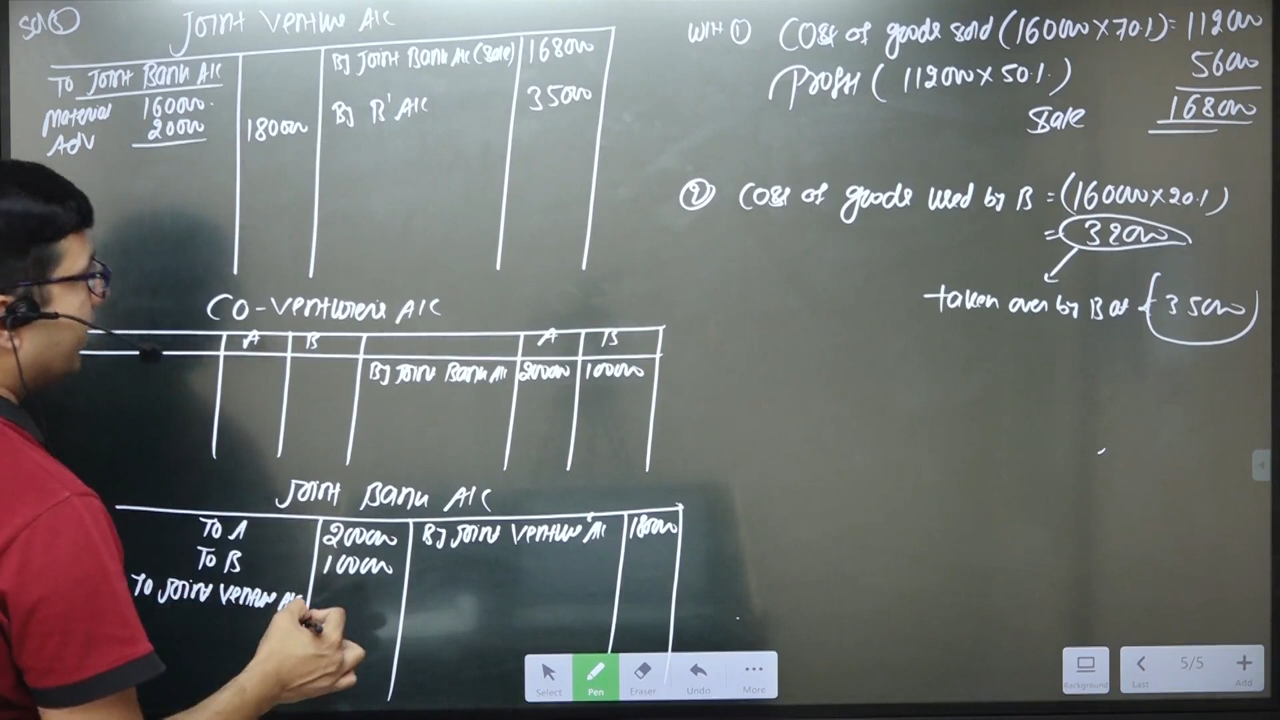 Sol(5)
Joint Venture A/C
To Joint Bank A/C
Material 160000
Adv 20000
180000
By Joint Bank A/c (Sale) 168000
By B' A/C 35000
Co-venturer's A/C
A B A B
By Joint Bank A/c 200000 100000
Joint Bank A/C
To A 200000 By Joint Venture A/c 180000
To B 100000
To Joint Venture A/c
WN ① Cost of goods sold (160000 × 70%) = 112000
Profit (112000 × 50%) 56000
Sale 168000
② Cost of goods used by B = (160000 × 20%)
= 32000
taken over by B at 35000
Select
Pen
Eraser
Undo
More
Background
Last
5/5
Add